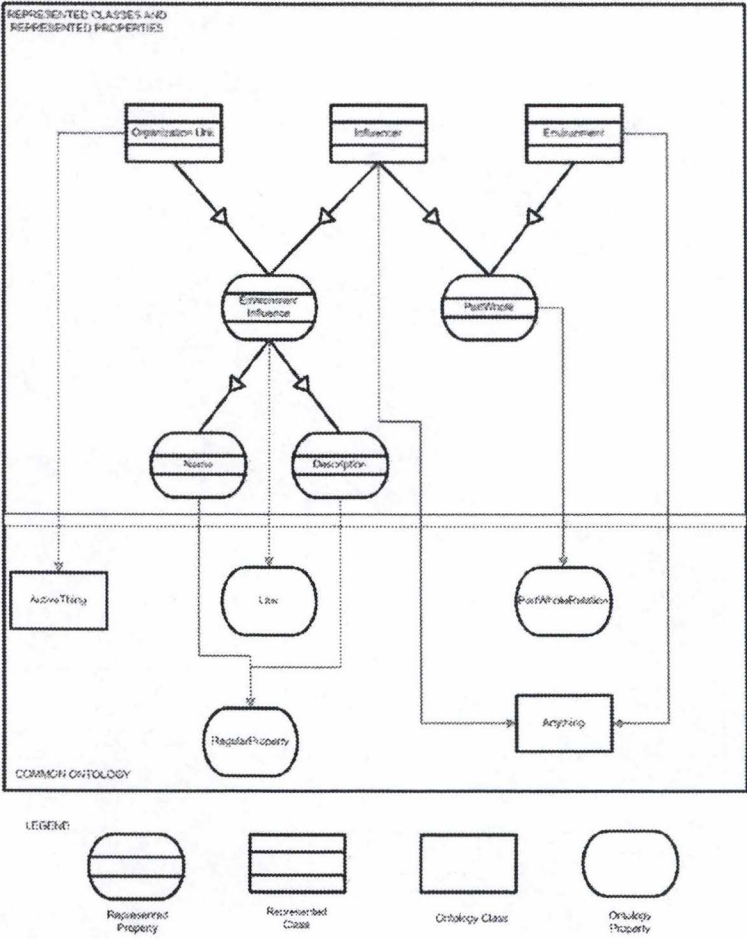 REPRESENTED CLASSES AND
REPRESENTED PROPERTIES
Organization Unit
Influencer
Environment
Environment
Influence
PartWhole
Name
Description
ActiveThing
Law
PartWholeRelation
RegularProperty
Anything
COMMON ONTOLOGY
LEGEND
Represented
Property
Represented
Class
Ontology Class
Ontology
Property